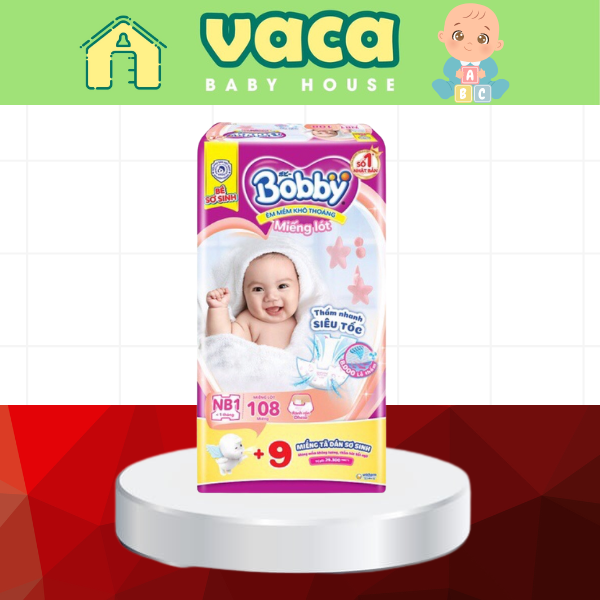 vaca
BABY HOUSE
A
B C
BÉ
SƠ SINH
Bobby
SỐ 1
NHẬT BẢN
ÊM MỀM KHÔ THOÁNG
Miếng lót
Thấm nhanh
SIÊU TỐC
NB1
108
+9
MIẾNG TÃ DÁN SƠ SINH
unicharm